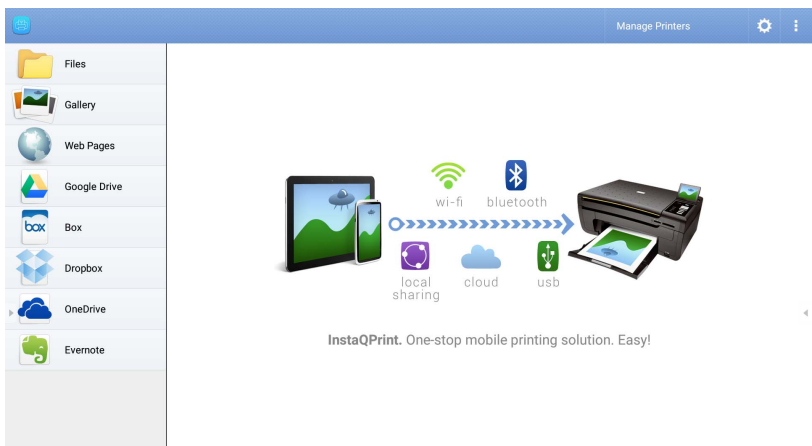 Manage Printers
Files
Gallery
Web Pages
Google Drive
box Box
Dropbox
OneDrive
Evernote
wi-fi bluetooth
local sharing cloud usb
InstaQPrint. One-stop mobile printing solution. Easy!